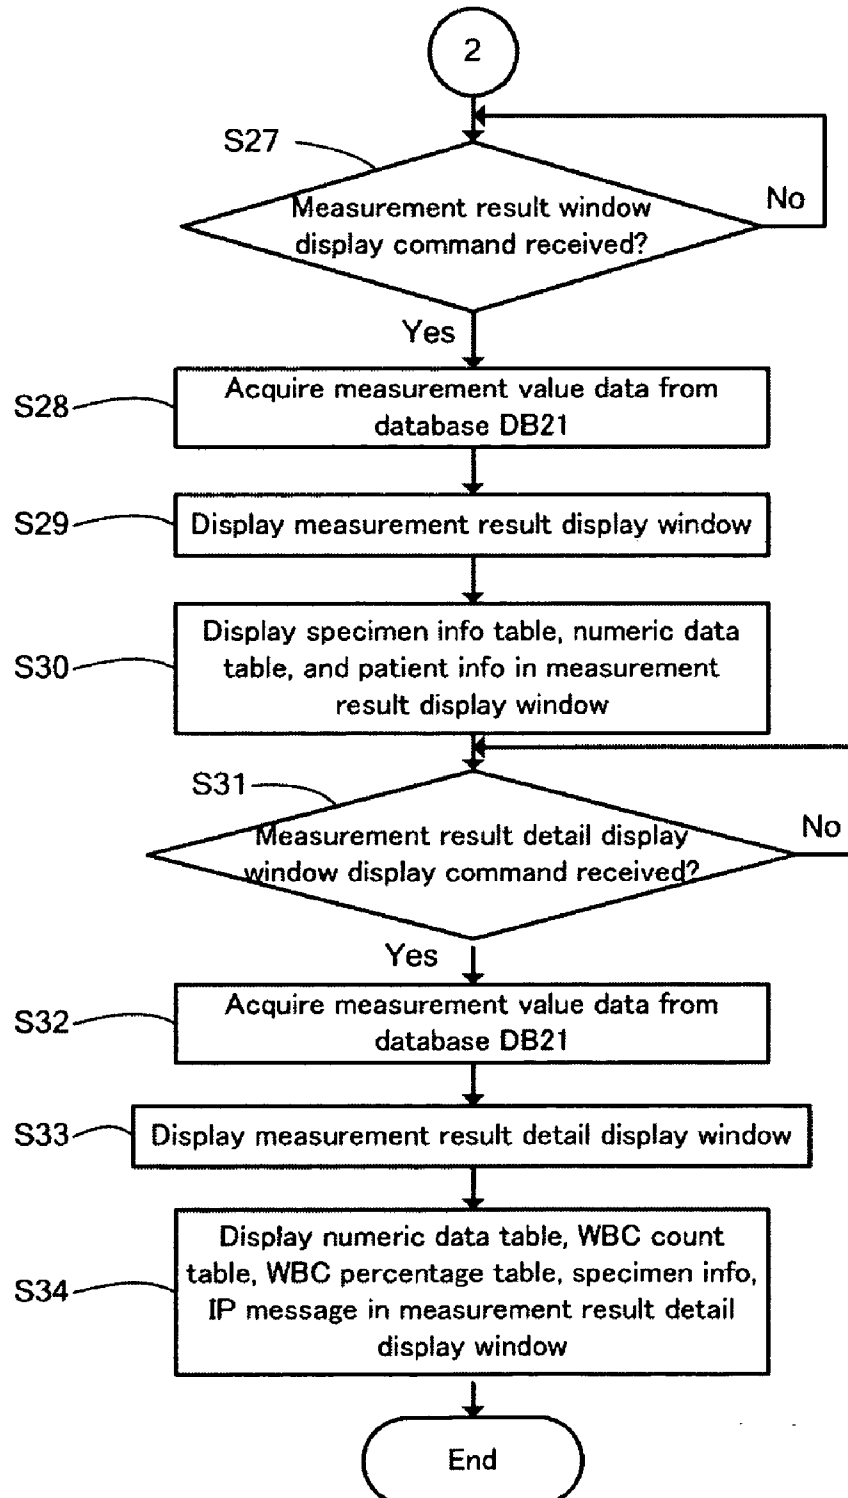 2
S27
Measurement result window
display command received?
No
Yes
S28
Acquire measurement value data from
database DB21
S29
Display measurement result display window
S30
Display specimen info table, numeric data
table, and patient info in measurement
result display window
S31
Measurement result detail display
window display command received?
No
Yes
S32
Acquire measurement value data from
database DB21
S33
Display measurement result detail display window
S34
Display numeric data table, WBC count
table, WBC percentage table, specimen info,
IP message in measurement result detail
display window
End